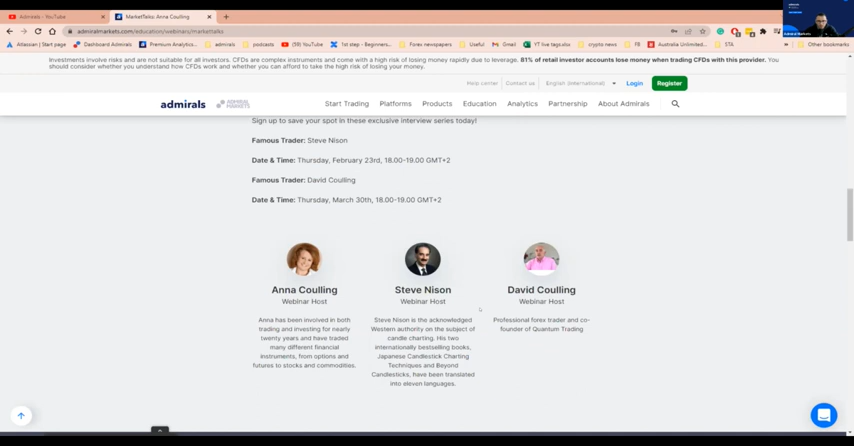 Admirals - YouTube
MarketTalks: Anna Coulling
admiralmarkets.com/education/webinars/markettalks
Atlassian | Start page
Dashboard Admirals
Premium Analytics...
admirals
podcasts
(59) YouTube
1st step - Beginners...
Forex newspapers
Useful
Gmail
YT live tags.xlsx
crypto news
FB
Australia Unlimited...
STA
Other bookmarks
Investments involve risks and are not suitable for all investors. CFDs are complex instruments and come with a high risk of losing money rapidly due to leverage. 81% of retail investor accounts lose money when trading CFDs with this provider. You
should consider whether you understand how CFDs work and whether you can afford to take the high risk of losing your money.
Help center
Contact us
English (International)
Login
Register
admirals
ADMIRAL
MARKETS
Start Trading
Platforms
Products
Education
Analytics
Partnership
About Admirals
Sign up to save your spot in these exclusive interview series today!
Famous Trader: Steve Nison
Date & Time: Thursday, February 23rd, 18.00-19.00 GMT+2
Famous Trader: David Coulling
Date & Time: Thursday, March 30th, 18.00-19.00 GMT+2
Anna Coulling
Webinar Host
Anna has been involved in both
trading and investing for nearly
twenty years and have traded
many different financial
instruments, from options and
futures to stocks and commodities.
Steve Nison
Webinar Host
Steve Nison is the acknowledged
Western authority on the subject of
candle charting. His two
internationally bestselling books,
Japanese Candlestick Charting
Techniques and Beyond
Candlesticks, have been translated
into eleven languages.
David Coulling
Webinar Host
Professional forex trader and co-
founder of Quantum Trading